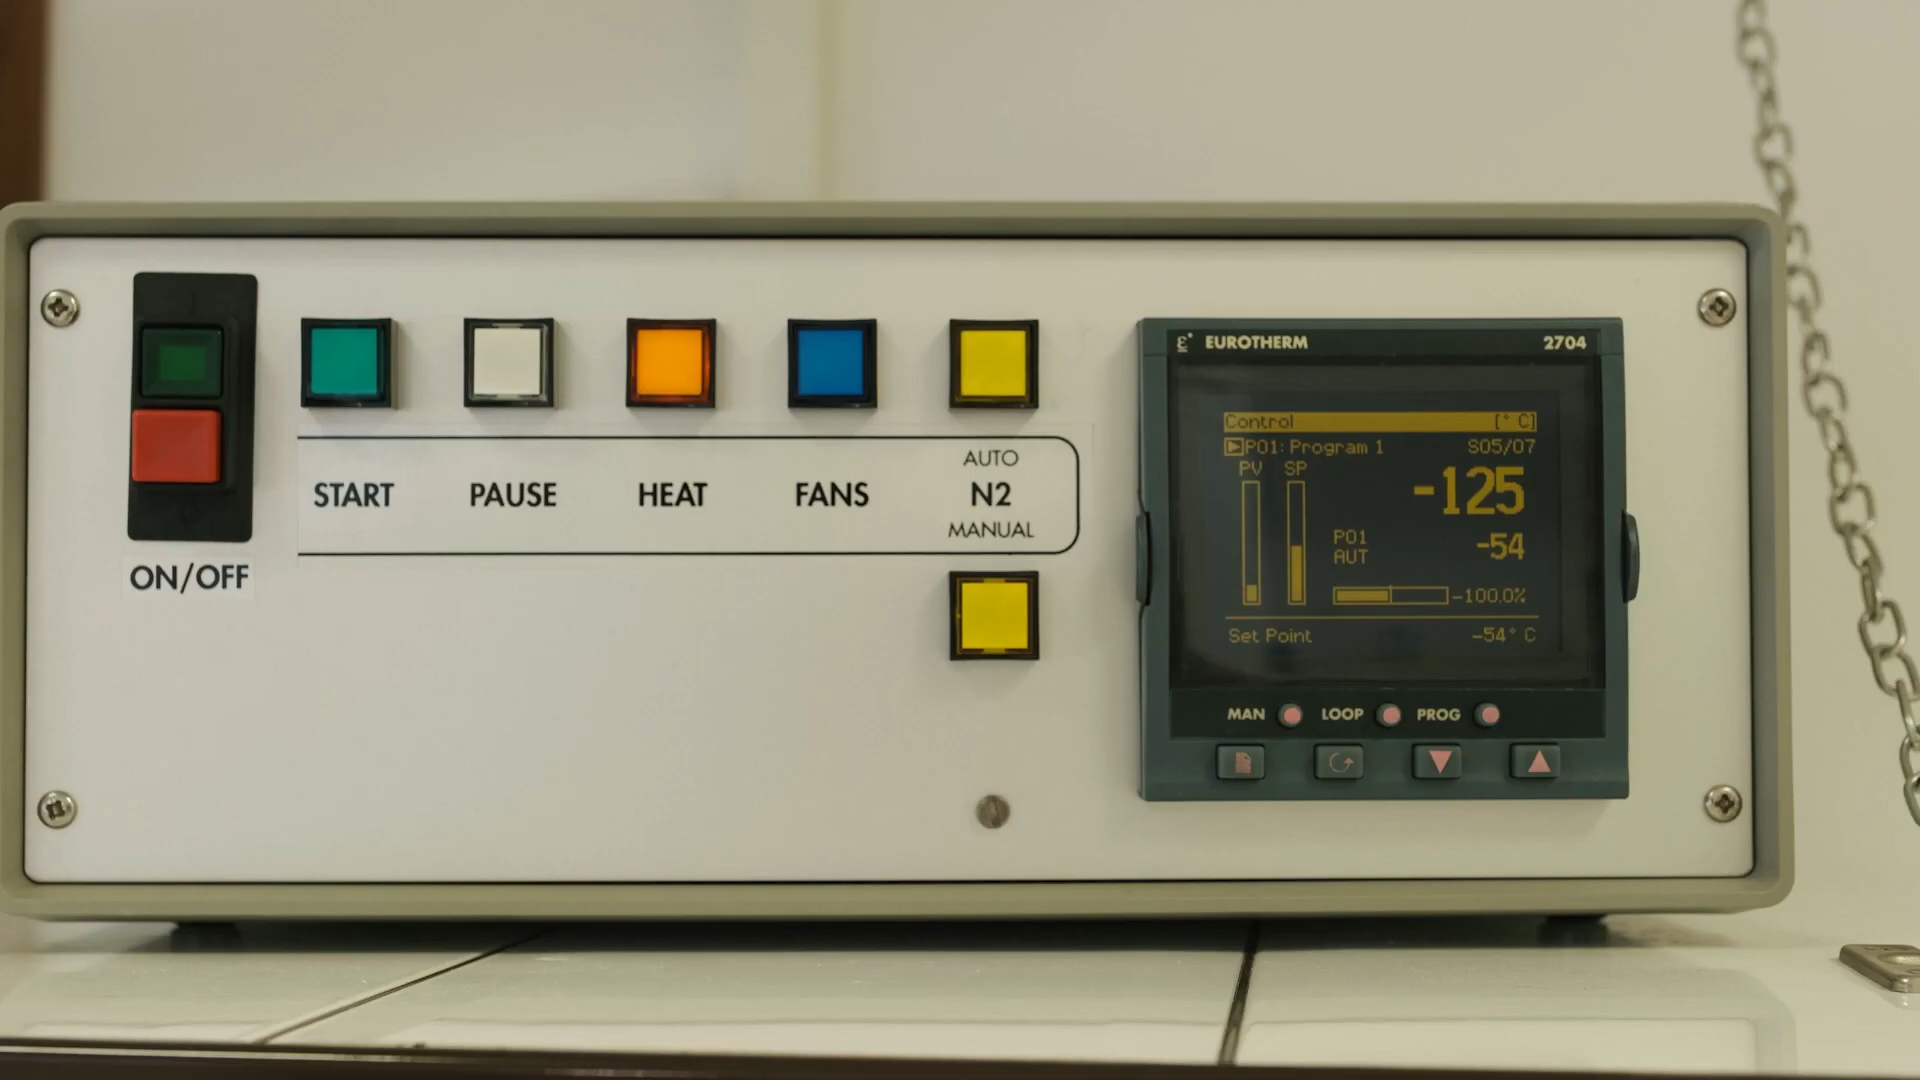 ON/OFF
START PAUSE HEAT FANS
AUTO
N2
MANUAL
EUROTHERM 2704
Control [° C]
P01: Program 1 S05/07
PV SP
-125
P01
AUT
-54
-100.0%
Set Point -54° C
MAN LOOP PROG